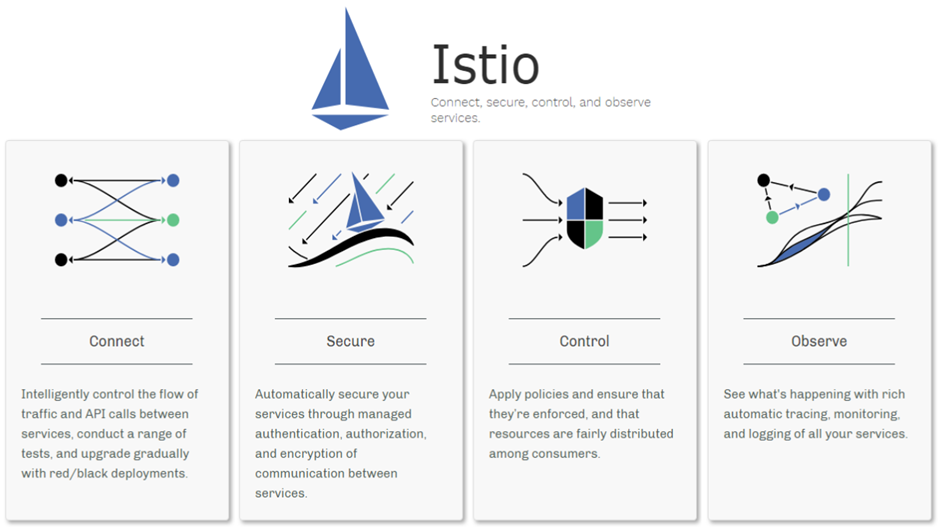 Istio
Connect, secure, control, and observe
services.
Connect
Intelligently control the flow of
traffic and API calls between
services, conduct a range of
tests, and upgrade gradually
with red/black deployments.
Secure
Automatically secure your
services through managed
authentication, authorization,
and encryption of
communication between
services.
Control
Apply policies and ensure that
they're enforced, and that
resources are fairly distributed
among consumers.
Observe
See what's happening with rich
automatic tracing, monitoring,
and logging of all your services.